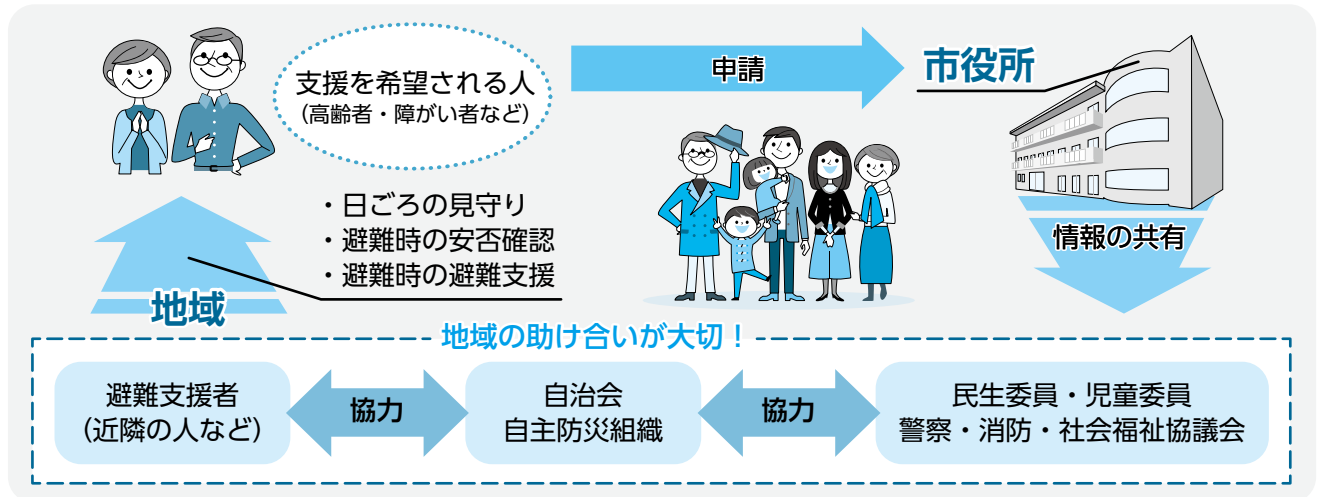 支援を希望される人
(高齢者・障がい者など)
申請
市役所
・日ごろの見守り
・避難時の安否確認
・避難時の避難支援
情報の共有
地域
地域の助け合いが大切！
避難支援者
(近隣の人など)
協力
自治会
自主防災組織
協力
民生委員・児童委員
警察・消防・社会福祉協議会